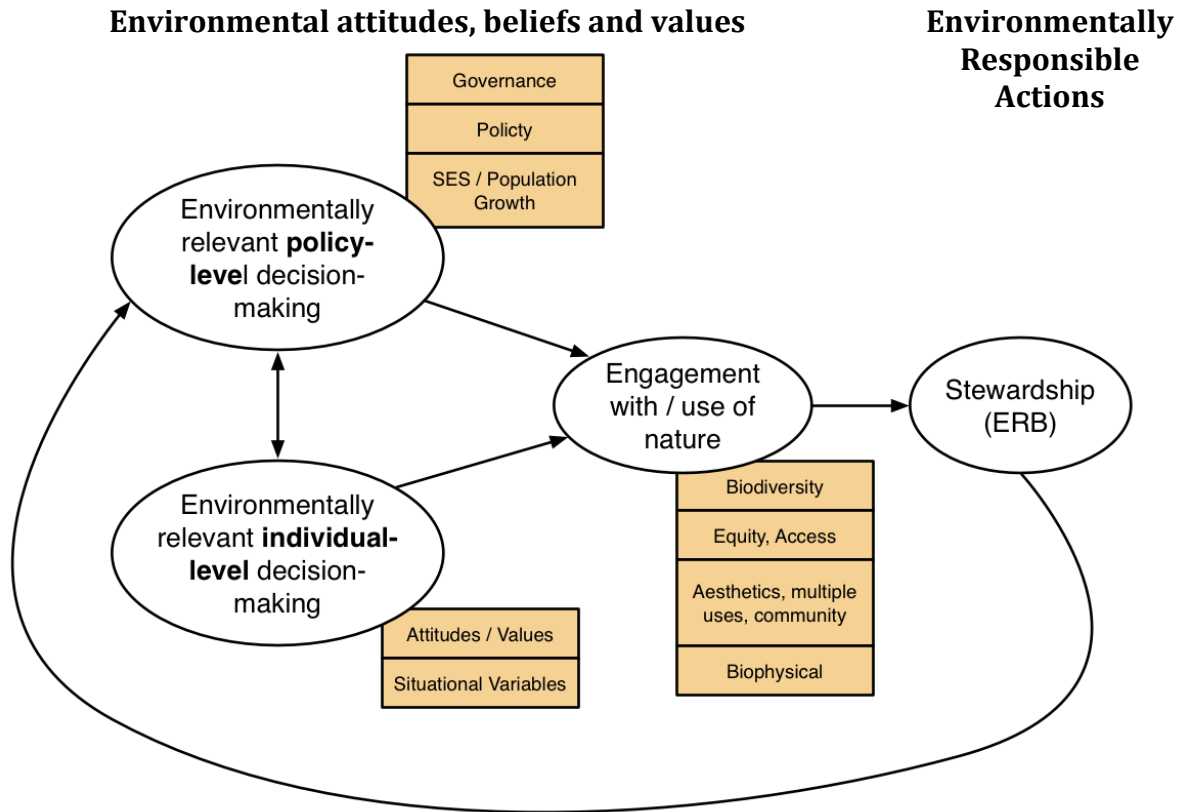 Environmental attitudes, beliefs and values
Environmentally
Responsible
Actions
Governance
Policty
SES / Population
Growth
Environmentally
relevant policy-
level decision-
making
Engagement
with / use of
nature
Stewardship
(ERB)
Environmentally
relevant individual-
level decision-
making
Biodiversity
Equity, Access
Aesthetics, multiple
uses, community
Biophysical
Attitudes / Values
Situational Variables